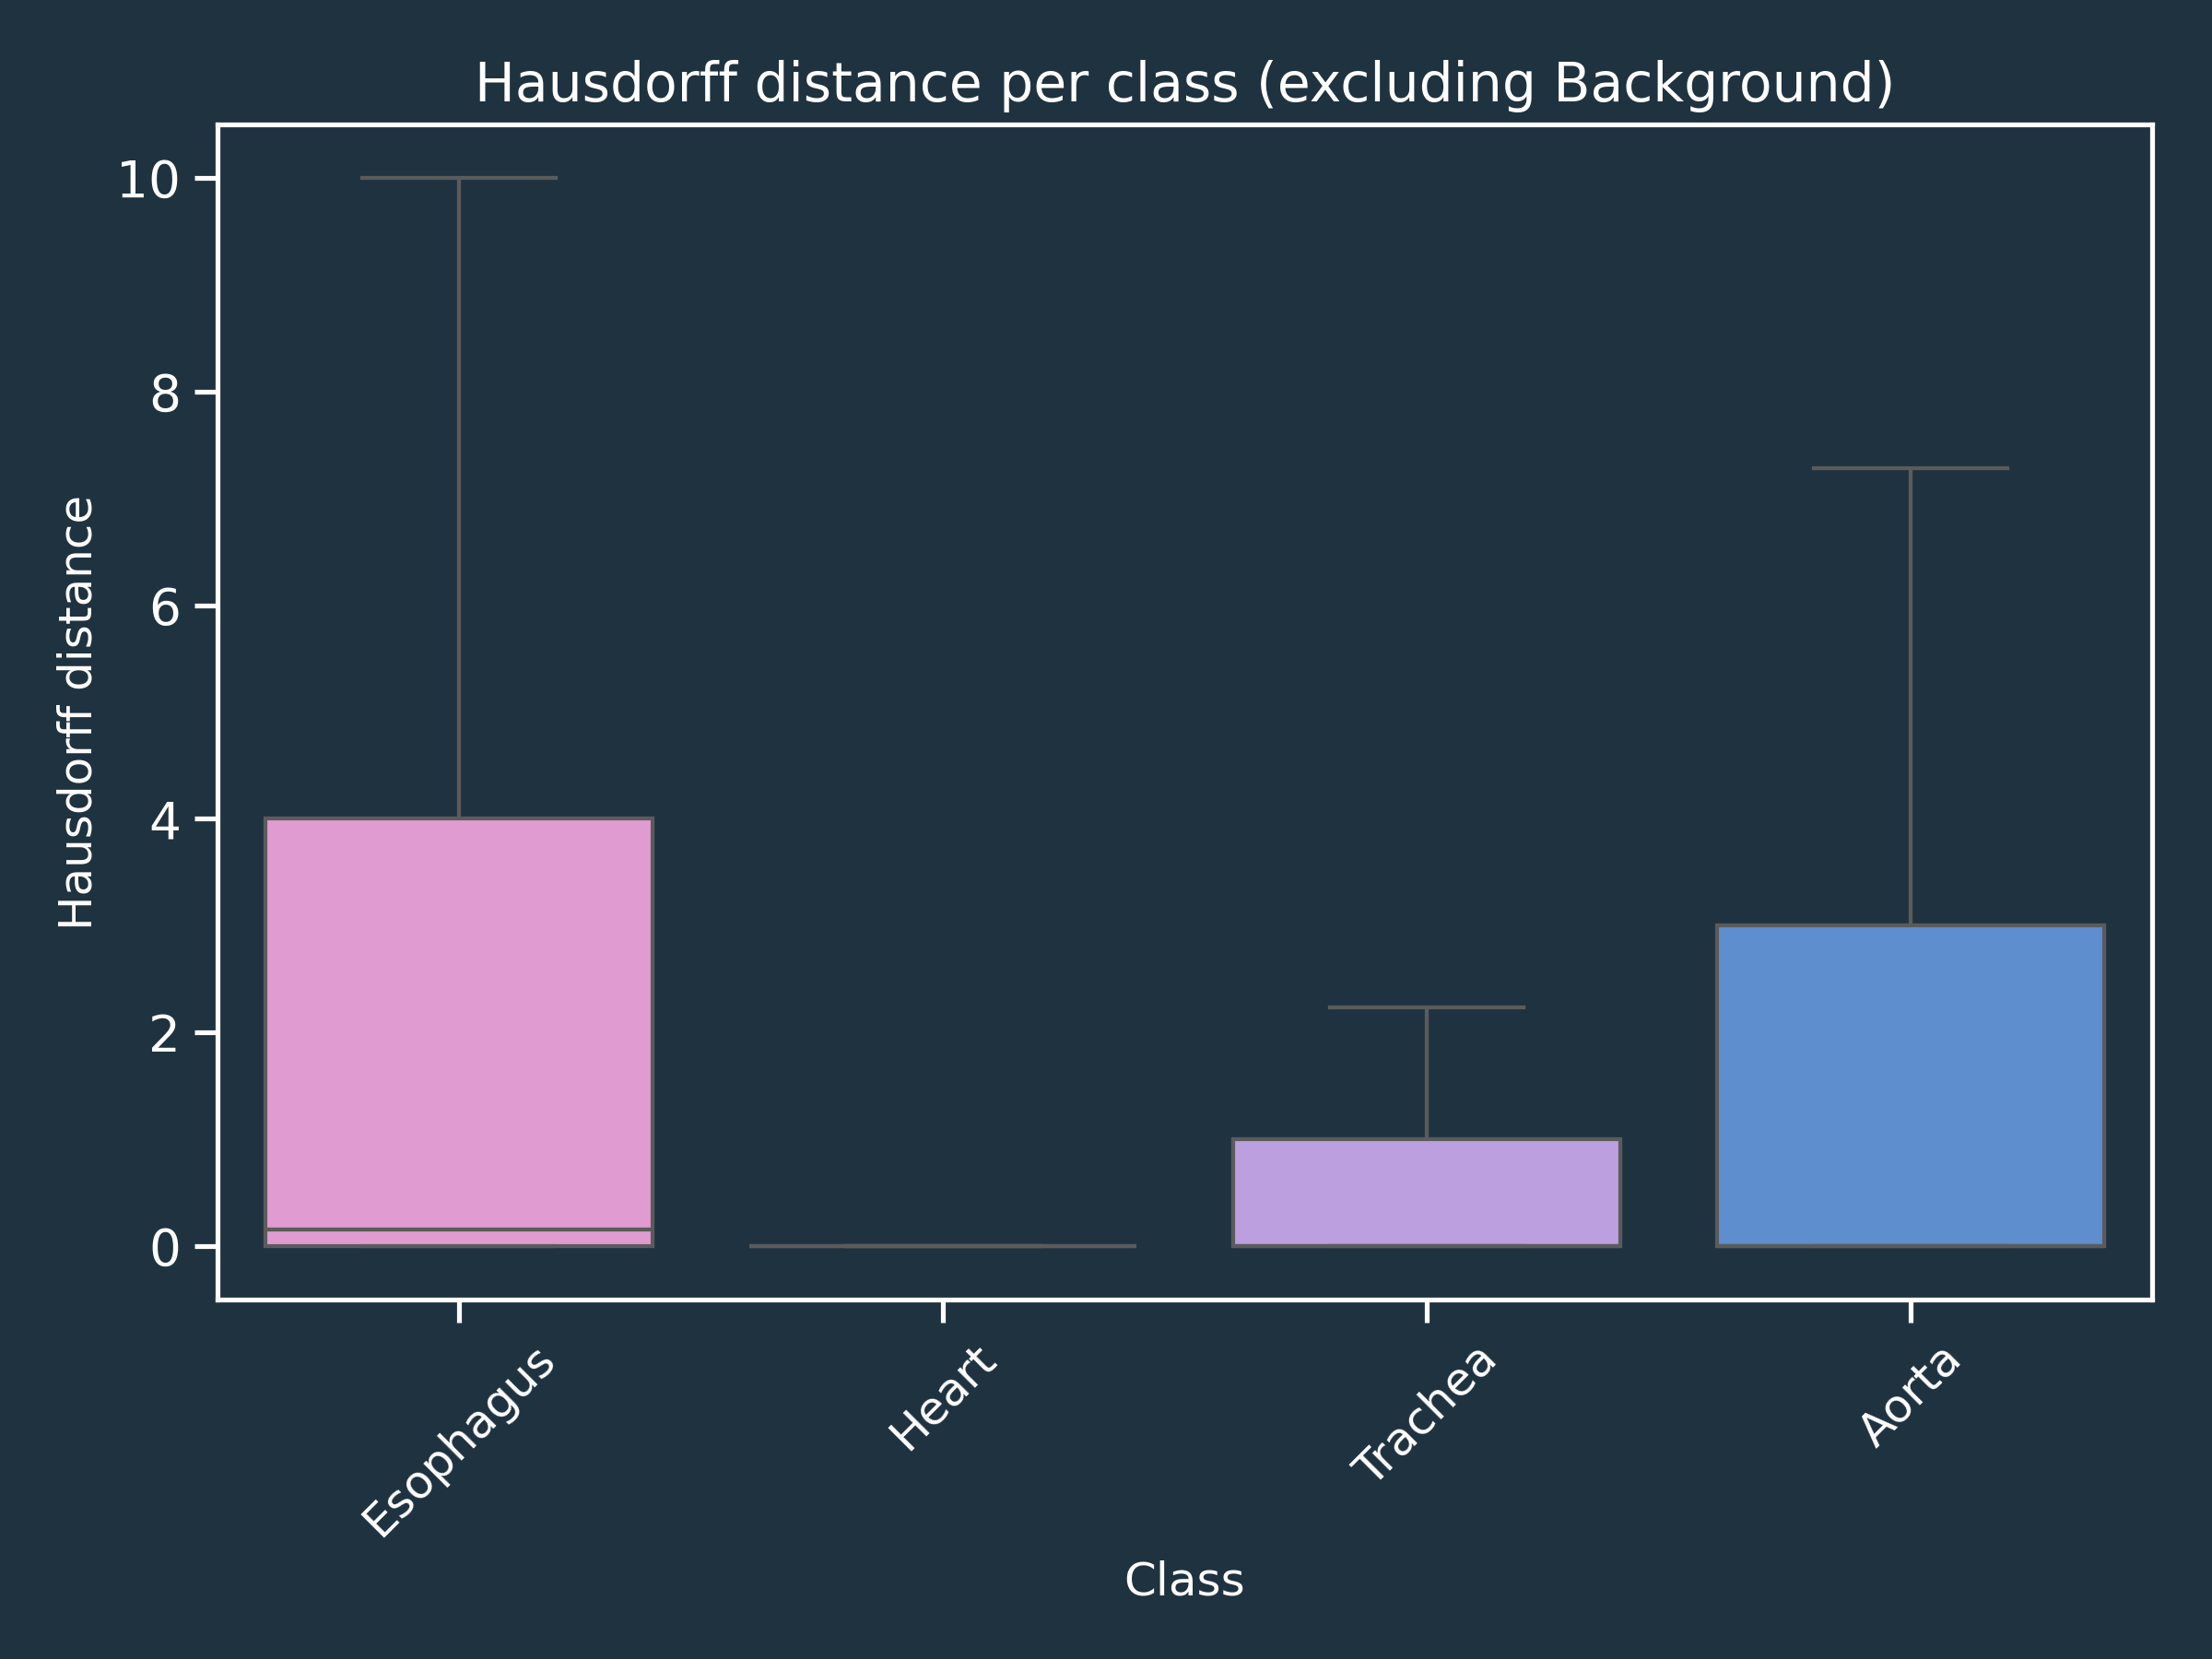 Hausdorff distance per class (excluding Background)
Hausdorff distance
10
8
6
4
2
0
Esophagus
Heart
Trachea
Aorta
Class